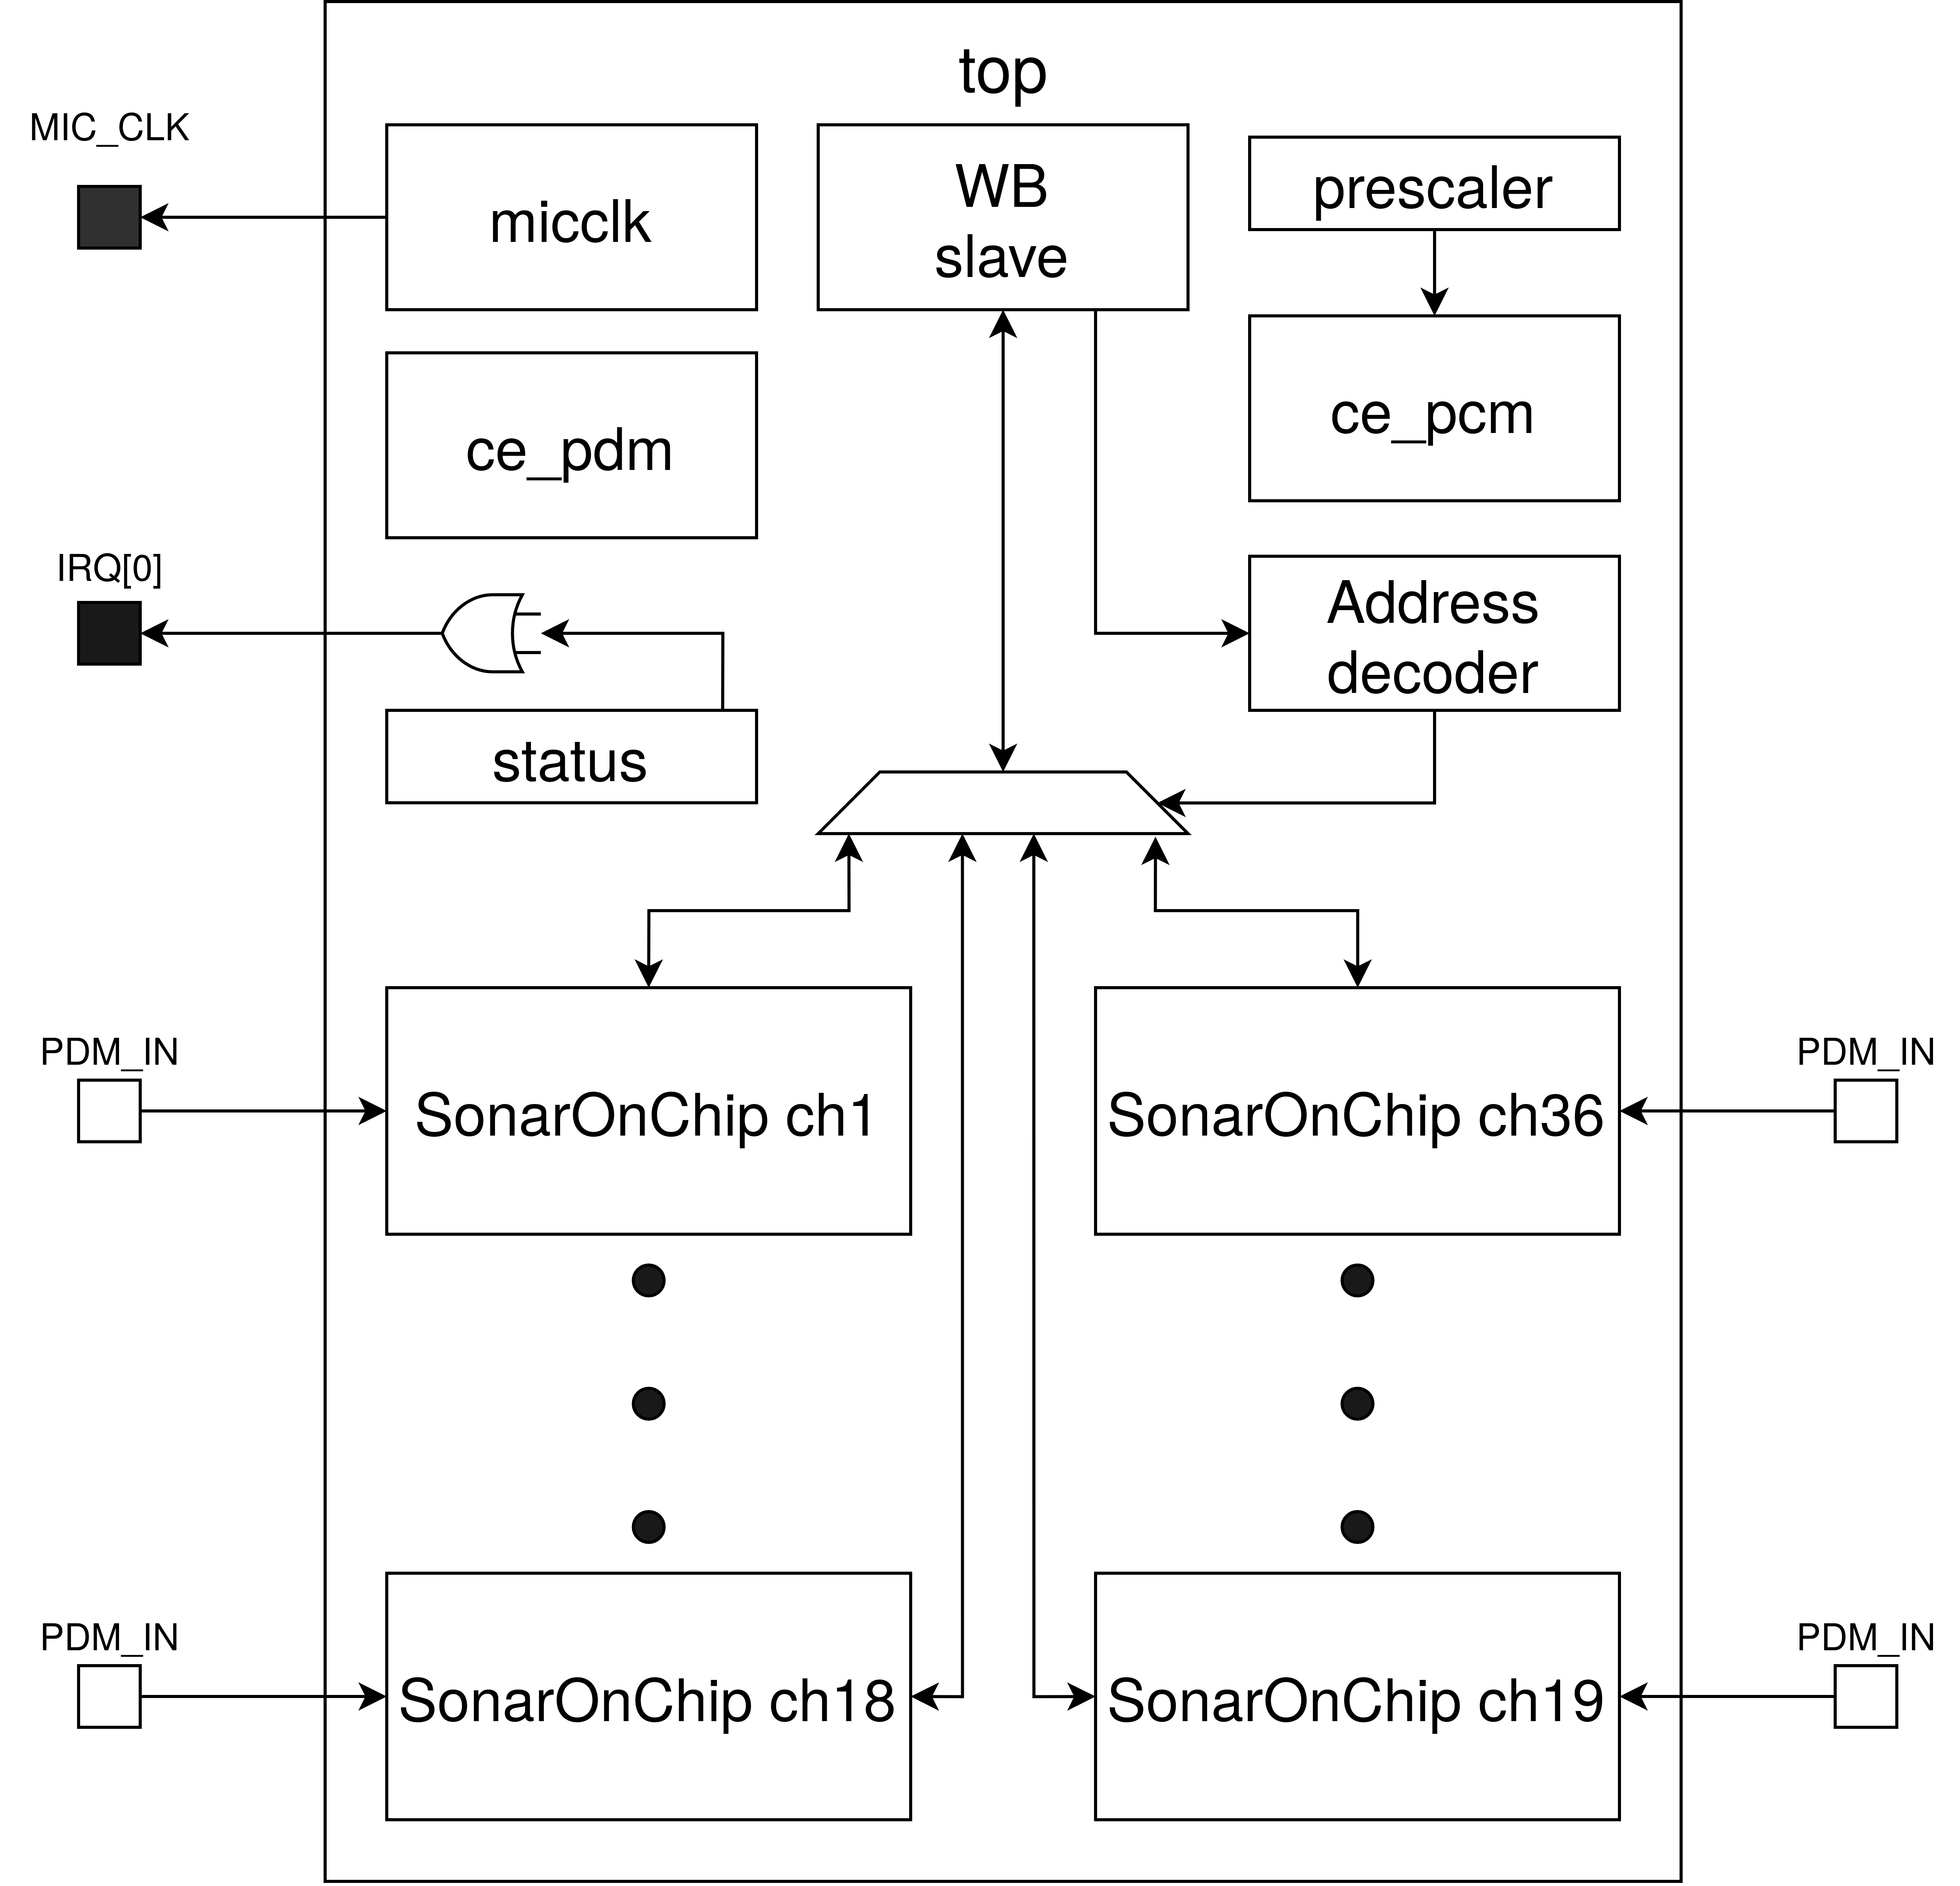 top
MIC_CLK
micclk
WB
slave
prescaler
ce_pdm
ce_pcm
IRQ[0]
Address
decoder
status
PDM_IN
SonarOnChip ch1
SonarOnChip ch36
PDM_IN
PDM_IN
SonarOnChip ch18
SonarOnChip ch19
PDM_IN